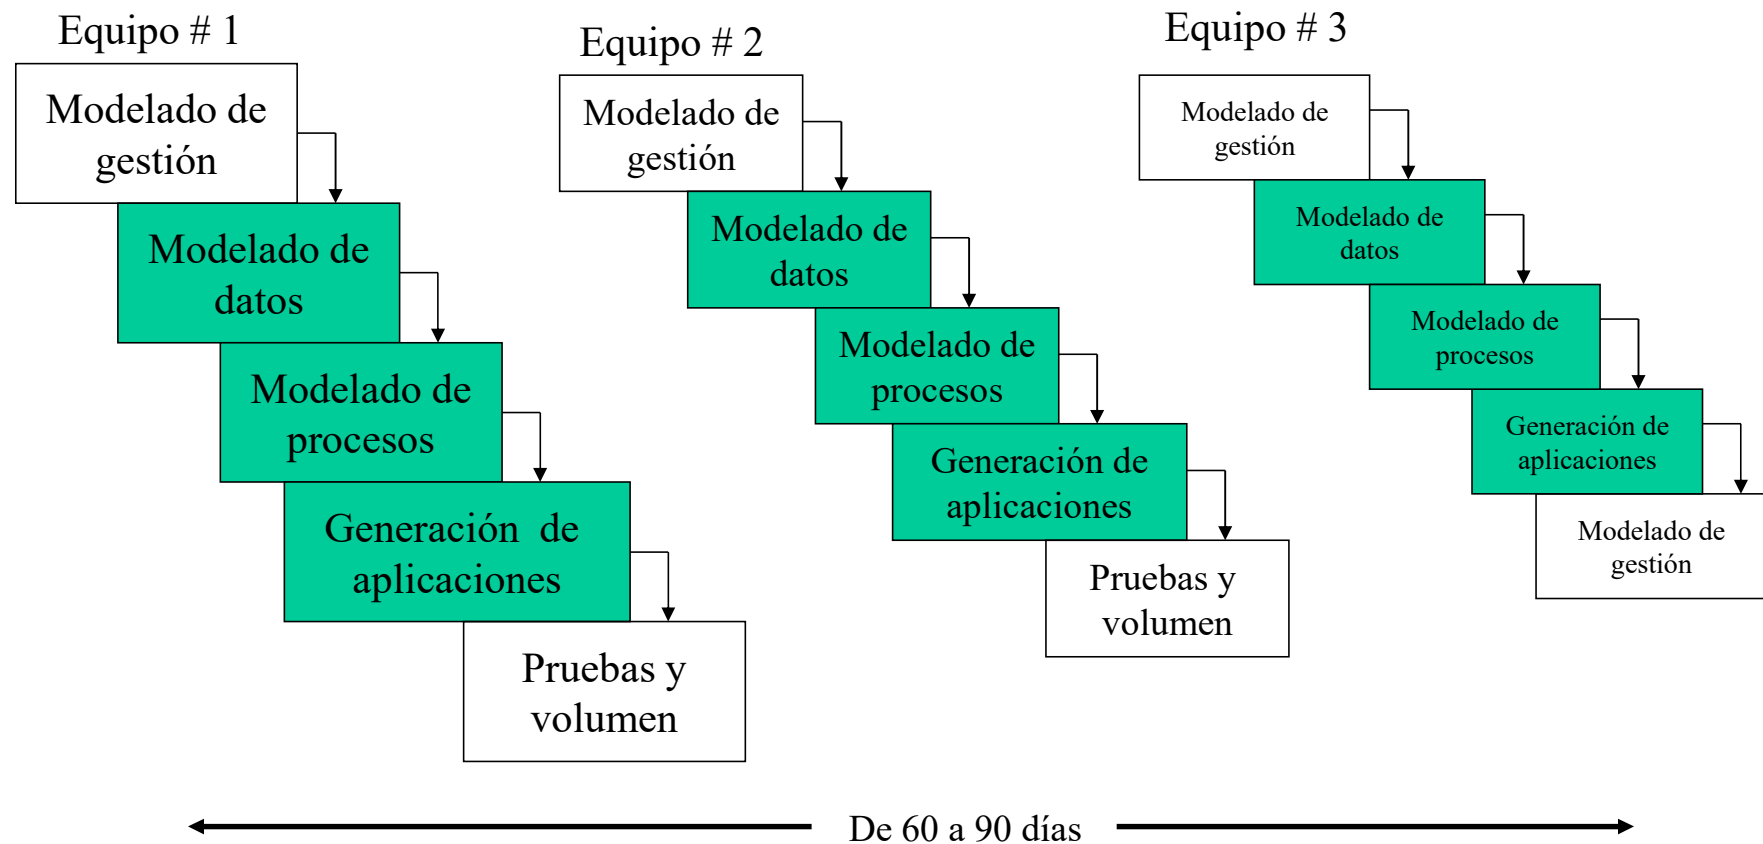 Equipo # 1
Modelado de
gestión
Modelado de
datos
Modelado de
procesos
Generación de
aplicaciones
Pruebas y
volumen
Equipo # 2
Modelado de
gestión
Modelado de
datos
Modelado de
procesos
Generación de
aplicaciones
Pruebas y
volumen
Equipo # 3
Modelado de
gestión
Modelado de
datos
Modelado de
procesos
Generación de
aplicaciones
Modelado de
gestión
De 60 a 90 días